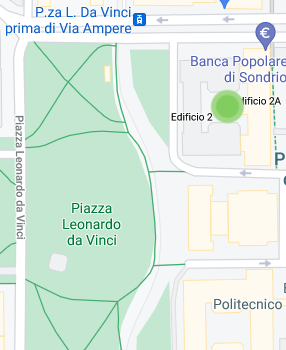 P.za L. Da Vinci
prima di Via Ampere
€
Banca Popolare
di Sondrio
Edificio 2
dificio 2A
Piazza Leonardo da Vinci
Piazza
Leonardo
da Vinci
P
Politecnico